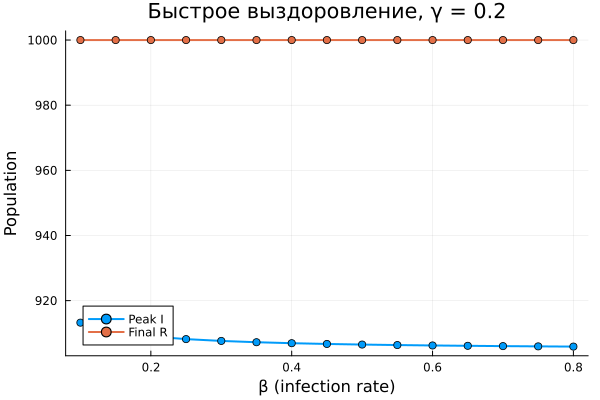 Быстрое выздоровление, γ = 0.2
1000
980
960
940
920
Population
Peak I
Final R
0.2
0.4
0.6
0.8
β (infection rate)